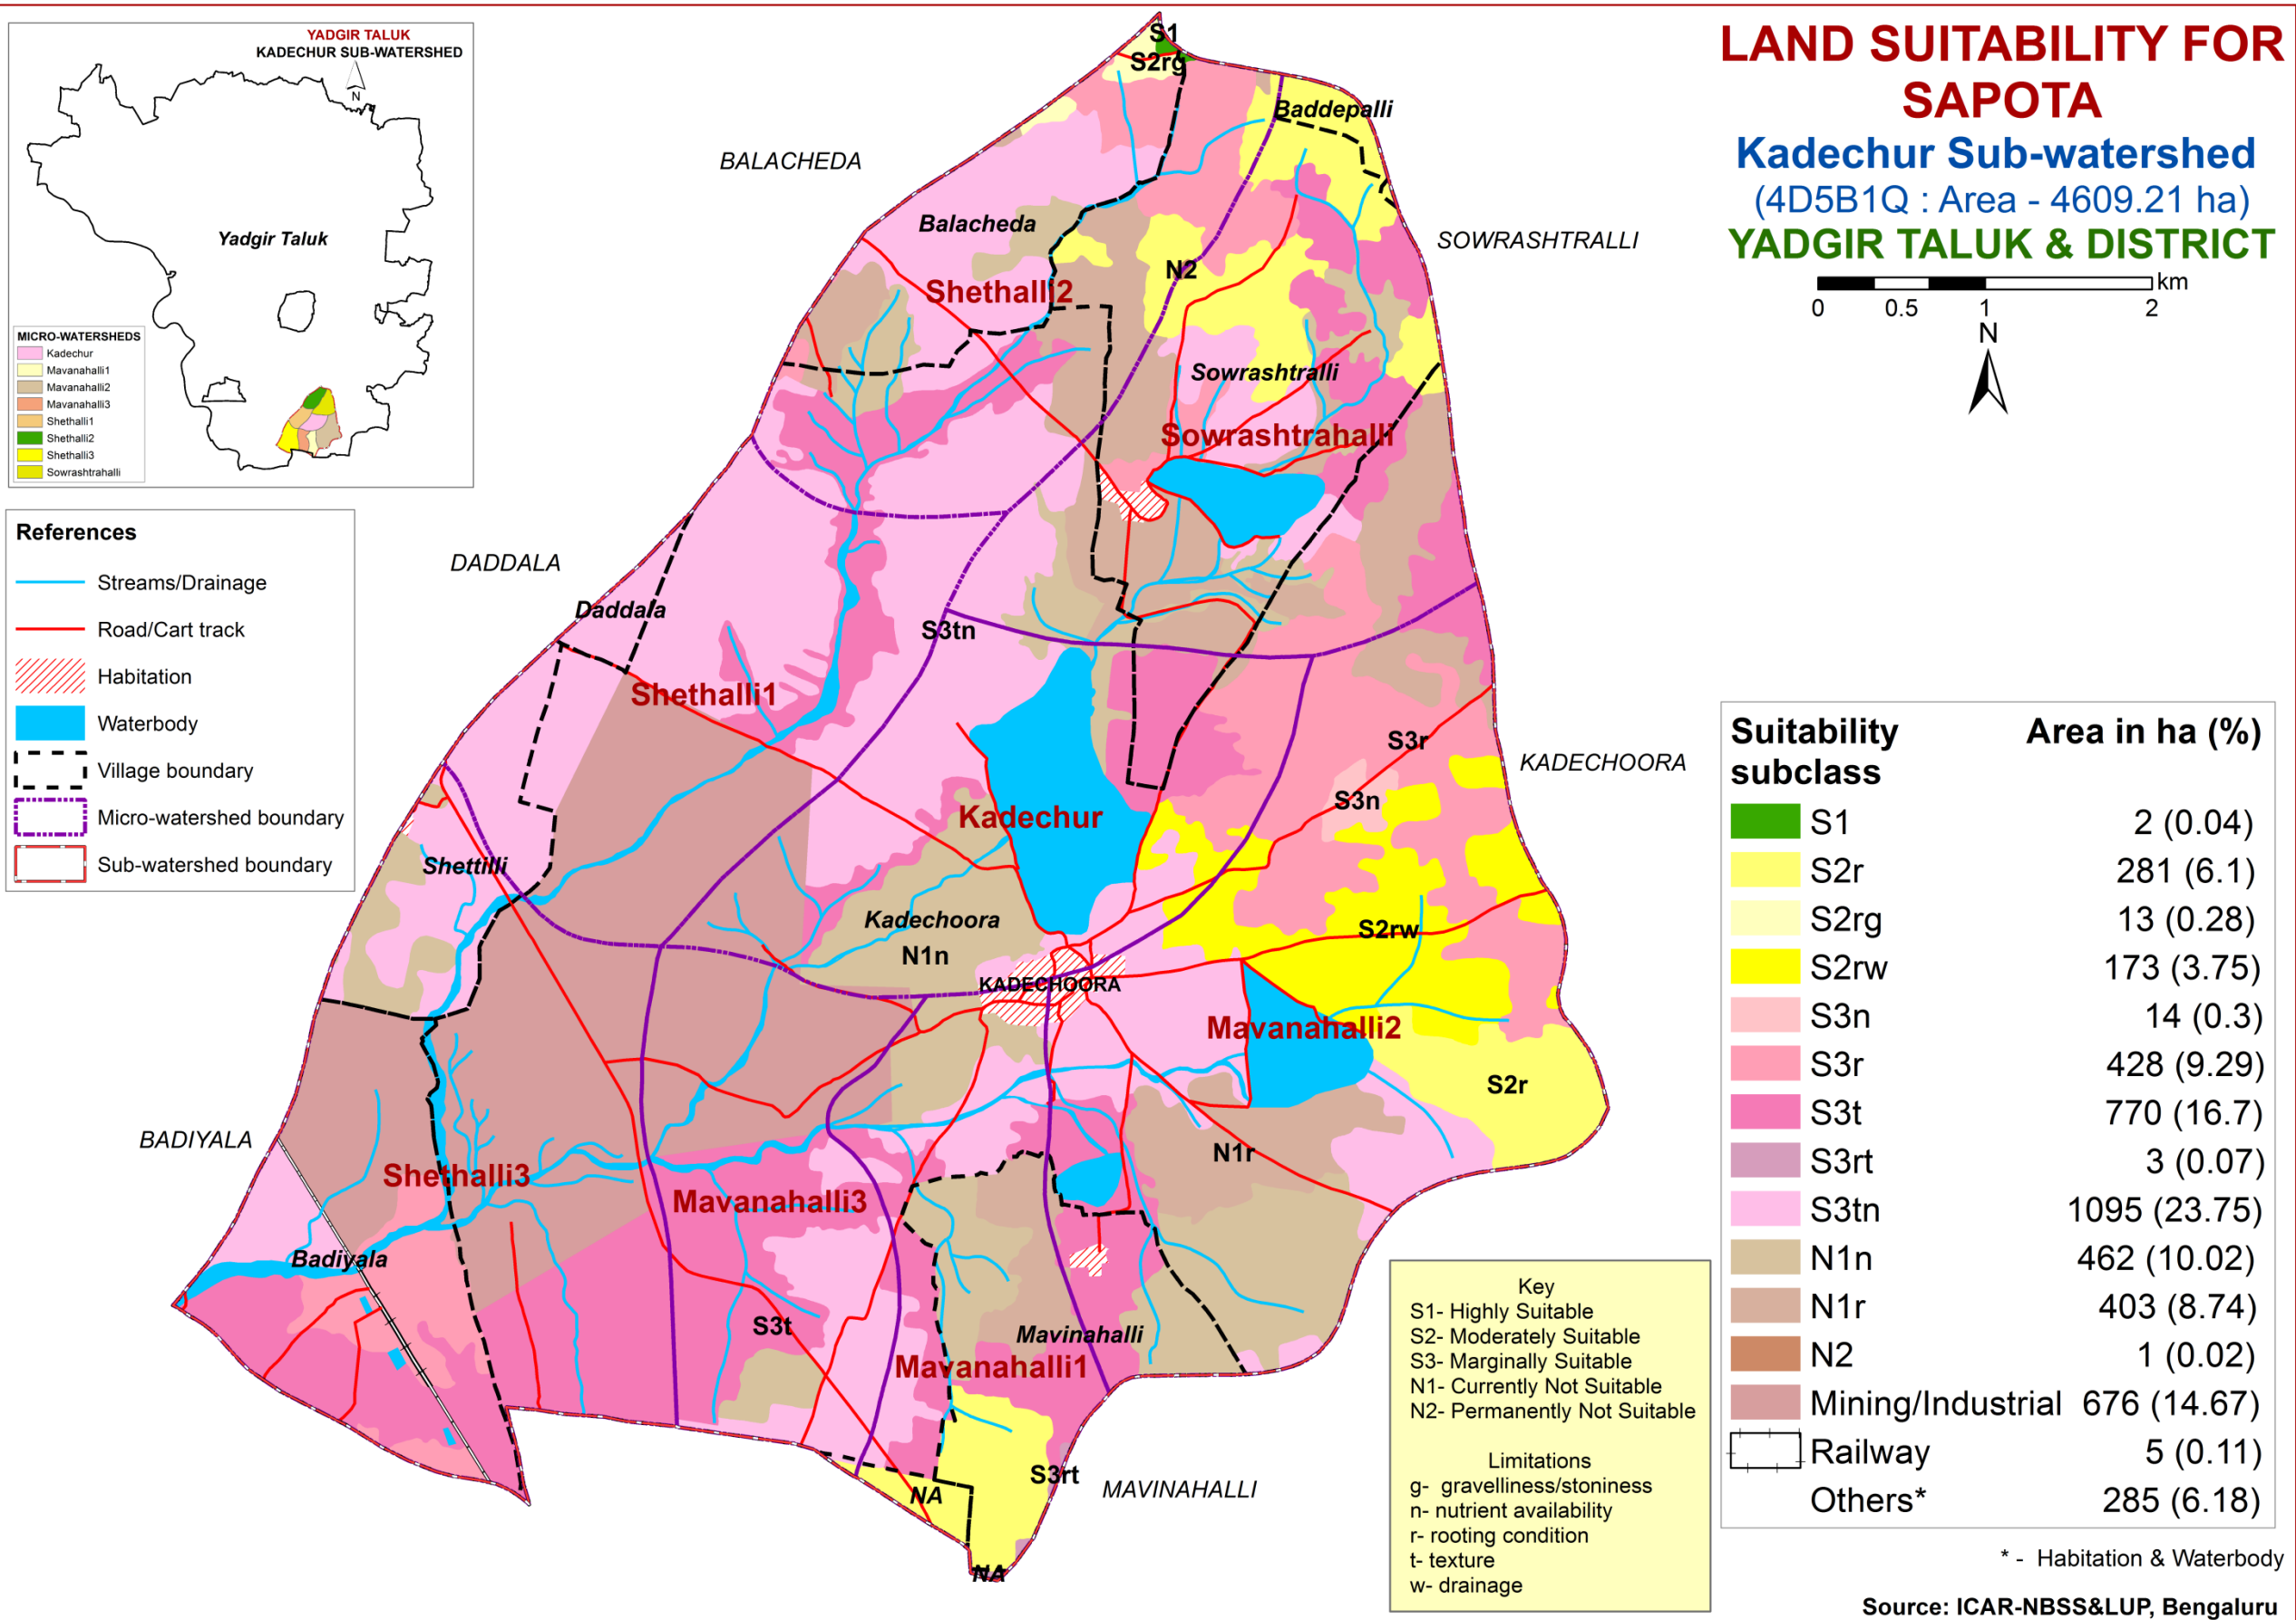 LAND SUITABILITY FOR
SAPOTA
Kadechur Sub-watershed
(4D5B1Q : Area - 4609.21 ha)
YADGIR TALUK & DISTRICT
km
0 0.5 1 2
N
YADGIR TALUK
KADECHUR SUB-WATERSHED
N
Yadgir Taluk
MICRO-WATERSHEDS
Kadechur
Mavanahalli1
Mavanahalli2
Mavanahalli3
Shethalli1
Shethalli2
Shethalli3
Sowrashtrahalli
References
Streams/Drainage
Road/Cart track
Habitation
Waterbody
Village boundary
Micro-watershed boundary
Sub-watershed boundary
S1
S2rg
Baddepalli
BALACHEDA
Balacheda
SOWRASHTRALLI
N2
Shethalli2
Sowrashtralli
Sowrashtrahalli
DADDALA
Daddala
S3tn
Shethalli1
S3r
KADECHOORA
S3n
Kadechur
Shettilli
Kadechoora
S2rw
N1n
KADECHOORA
Mavanahalli2
S2r
BADIYALA
N1r
Shethalli3
Mavanahalli3
Badiyala
S3t
Mavinahalli
Mavanahalli1
S3rt
MAVINAHALLI
NA
NA
Suitability subclass Area in ha (%)
S1 2 (0.04)
S2r 281 (6.1)
S2rg 13 (0.28)
S2rw 173 (3.75)
S3n 14 (0.3)
S3r 428 (9.29)
S3t 770 (16.7)
S3rt 3 (0.07)
S3tn 1095 (23.75)
N1n 462 (10.02)
N1r 403 (8.74)
N2 1 (0.02)
Mining/Industrial 676 (14.67)
Railway 5 (0.11)
Others* 285 (6.18)
* - Habitation & Waterbody
Key
S1- Highly Suitable
S2- Moderately Suitable
S3- Marginally Suitable
N1- Currently Not Suitable
N2- Permanently Not Suitable
Limitations
g- gravelliness/stoniness
n- nutrient availability
r- rooting condition
t- texture
w- drainage
Source: ICAR-NBSS&LUP, Bengaluru